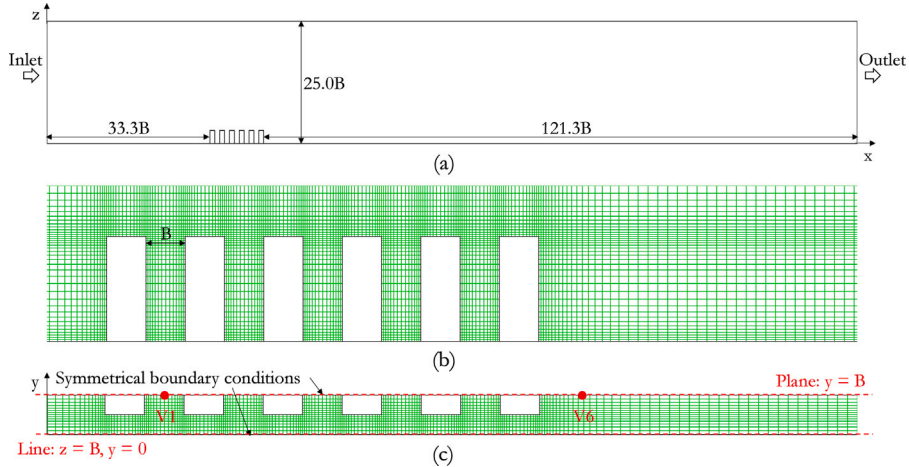 z
Inlet
Outlet
25.0B
33.3B
121.3B
x
(a)
B
(b)
y
Symmetrical boundary conditions
Plane: y = B
V1
V6
Line: z = B, y = 0
(c)